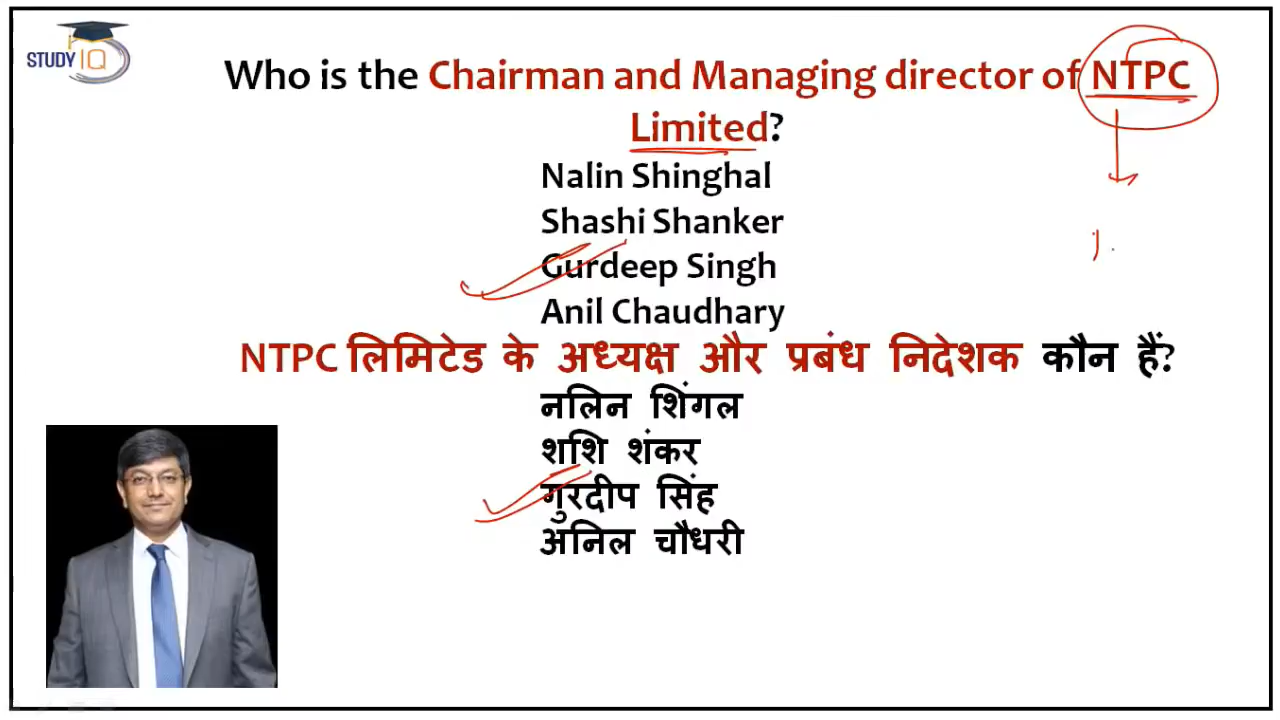 STUDY IQ
Who is the Chairman and Managing director of NTPC
Limited?
Nalin Shinghal
Shashi Shanker
Gurdeep Singh
Anil Chaudhary
NTPC लिमिटेड के अध्यक्ष और प्रबंध निदेशक कौन हैं?
नलिन शिंगल
शशि शंकर
गुरदीप सिंह
अनिल चौधरी